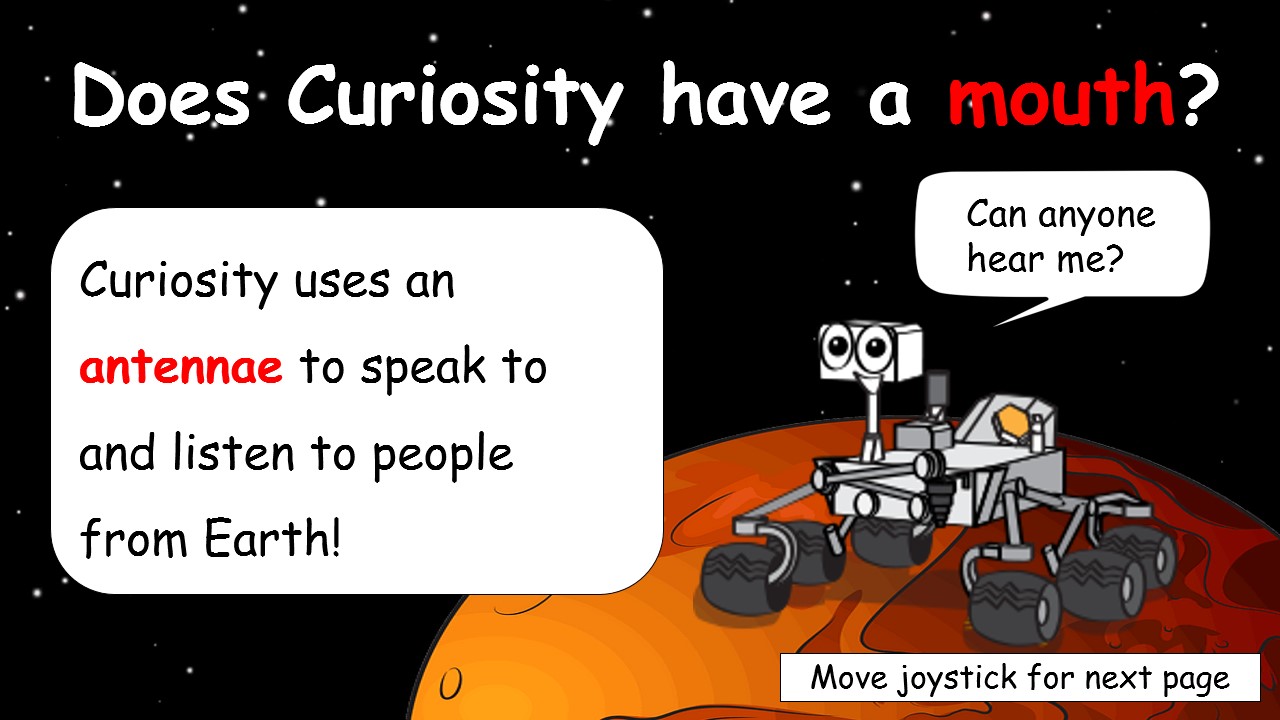 Does Curiosity have a mouth?
Can anyone
hear me?
Curiosity uses an
antennae to speak to
and listen to people
from Earth!
Move joystick for next page